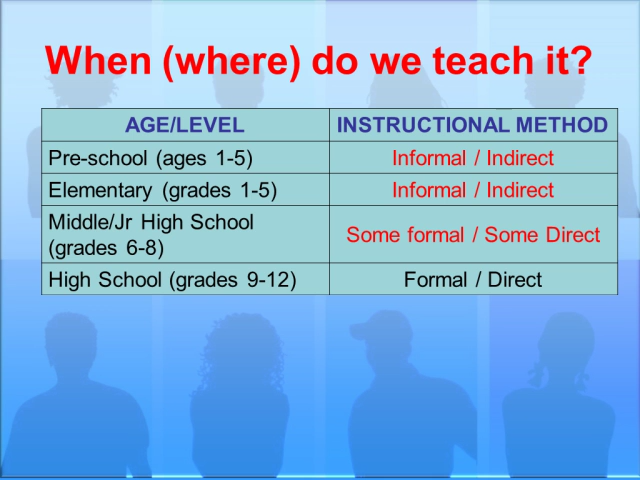 When (where) do we teach it?
AGE/LEVEL INSTRUCTIONAL METHOD
Pre-school (ages 1-5) Informal / Indirect
Elementary (grades 1-5) Informal / Indirect
Middle/Jr High School
(grades 6-8) Some formal / Some Direct
High School (grades 9-12) Formal / Direct